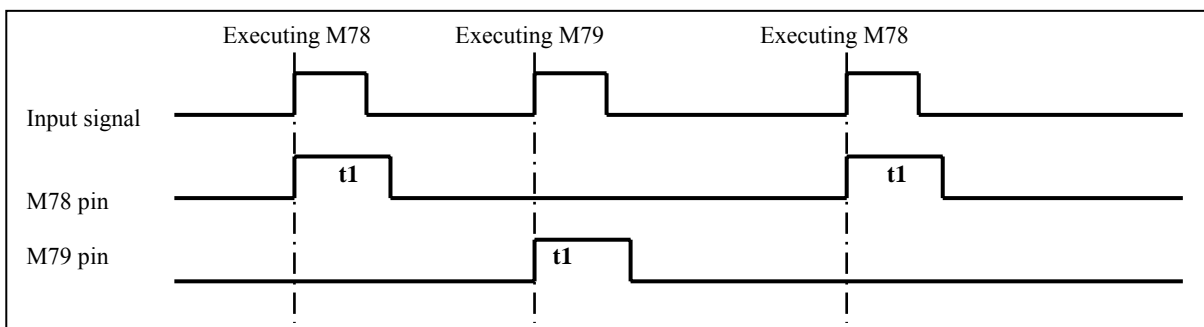 Executing M78 Executing M79 Executing M78
Input signal
t1 t1
M78 pin
M79 pin
t1